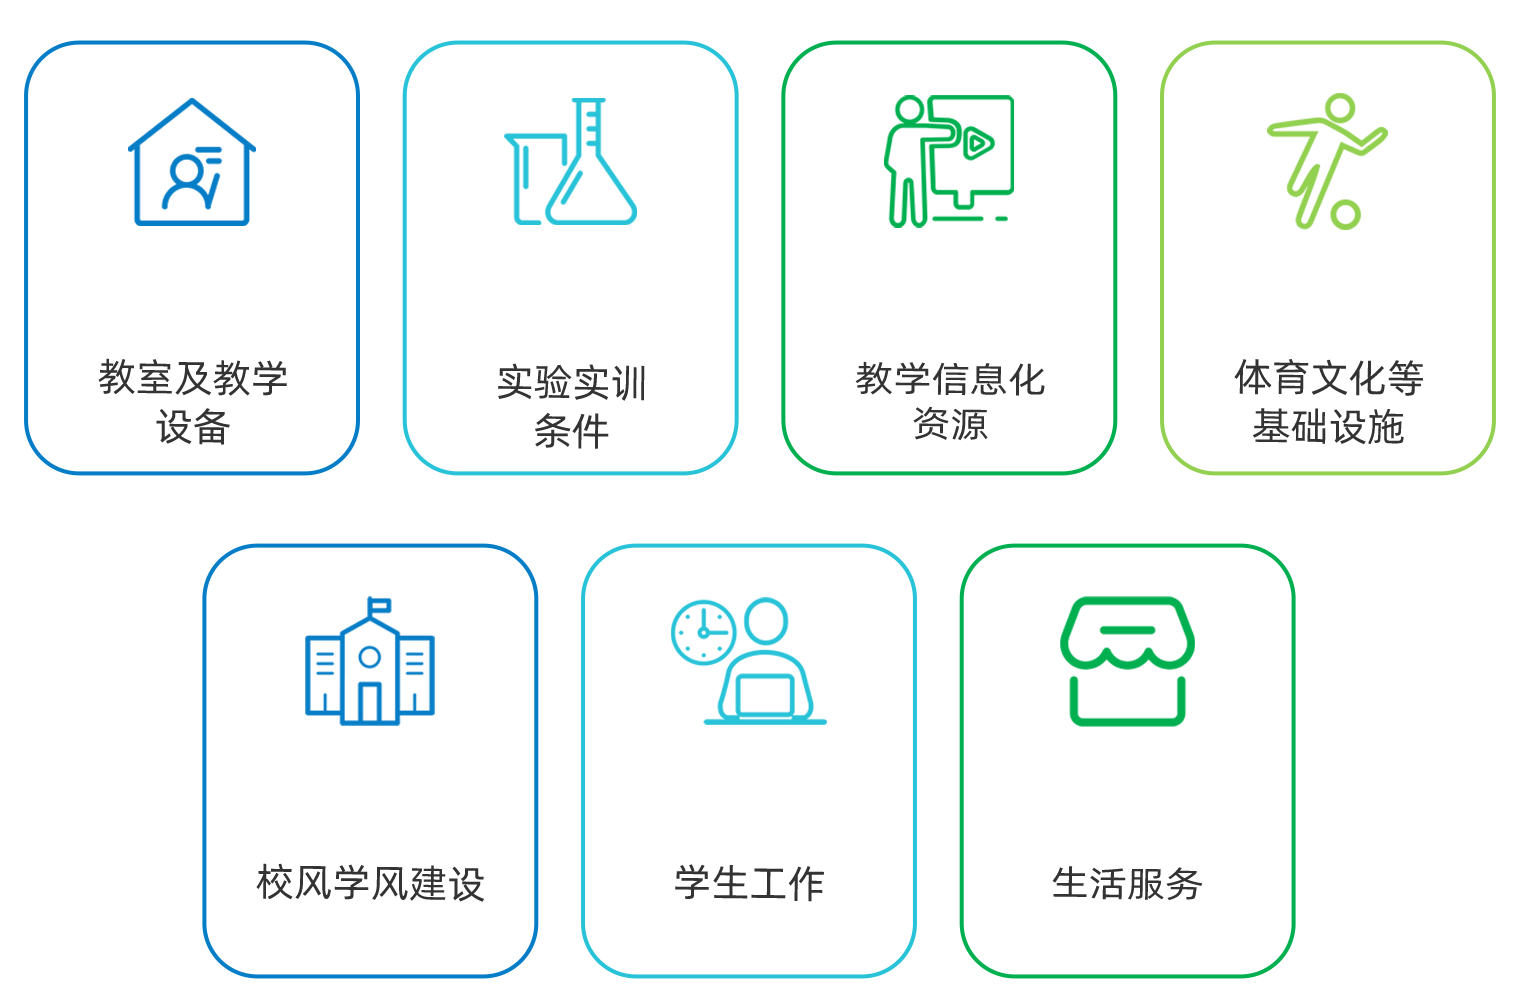 教室及教学
设备
实验实训
条件
教学信息化
资源
体育文化等
基础设施
校风学风建设
学生工作
生活服务